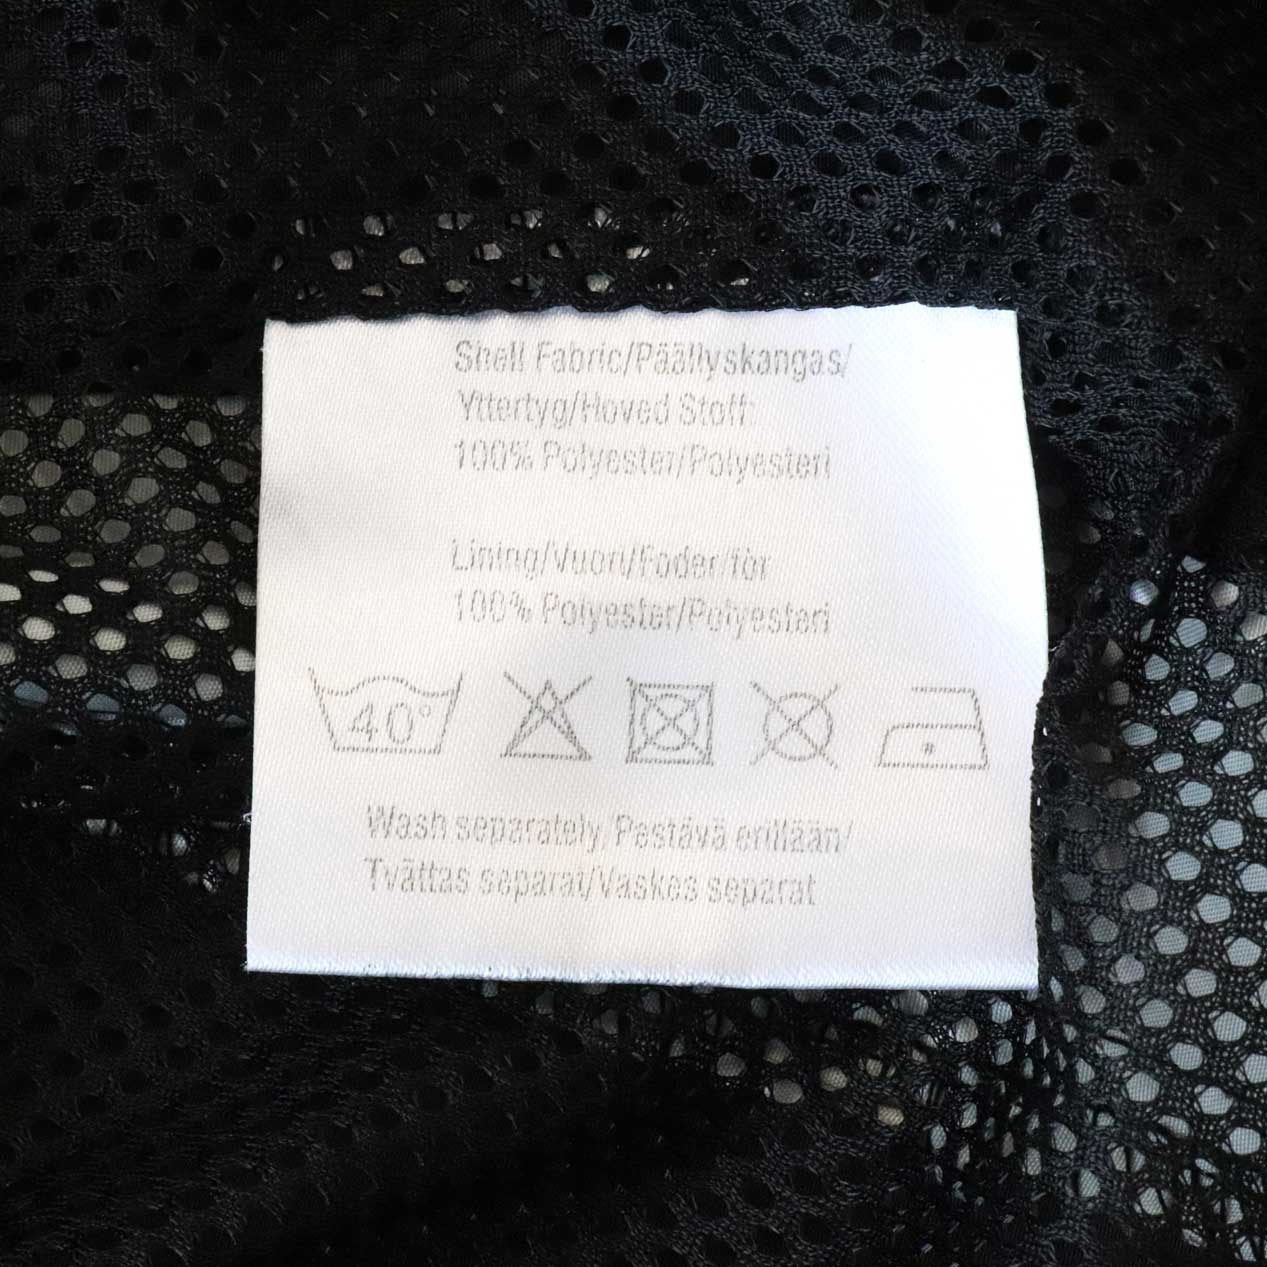 Shell Fabric/Päällyskangas/
Yttertyg/Hoved Stoff:
100% Polyester/Polyesteri
Lining/Vuori/Foder/fôr
100% Polyester/Polyesteri
40°
Wash separately, Pestävä erillään/
Tvättas separat/Vaskes separat